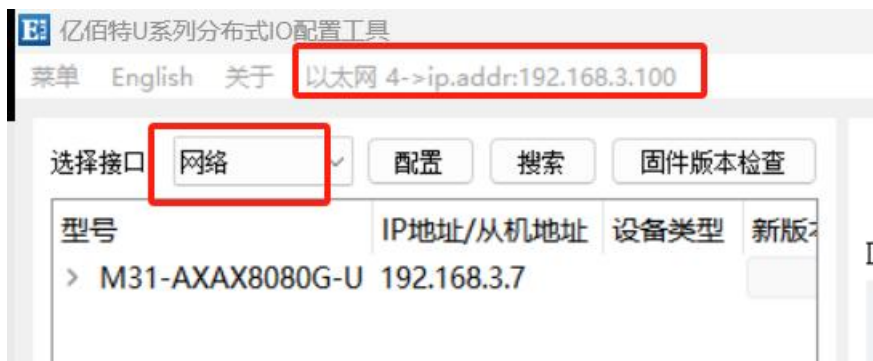 亿佰特U系列分布式IO配置工具
菜单 English 关于 以太网 4->ip.addr:192.168.3.100
选择接口 网络 配置 搜索 固件版本检查
型号 IP地址/从机地址 设备类型 新版本
M31-AXAX8080G-U 192.168.3.7